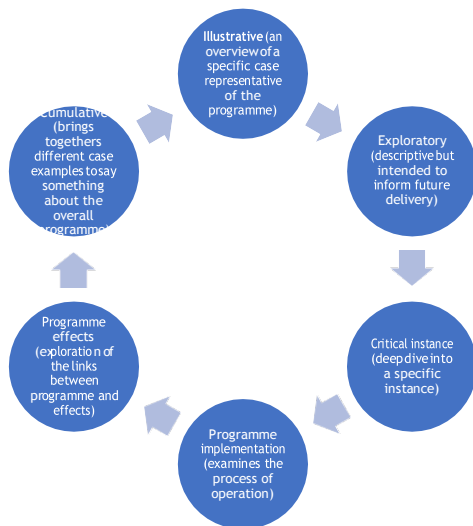 Illustrative (an
overview of a
specific case
representative
of the
programme)
Exploratory
(descriptive but
intended to
inform future
delivery)
Critical instance
(deep dive into
a specific
instance)
Programme
implementation
(examines the
process of
operation)
Programme
effects
(exploration of
the links
between
programme and
effects)
Cumulative
(brings
togethers
different case
examples to say
something
about the
overall
programme)